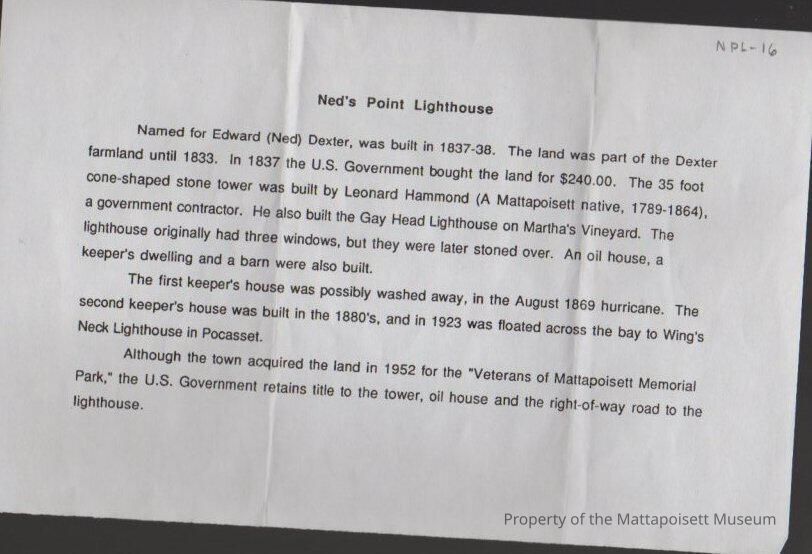 NPL-16
Ned's Point Lighthouse
Named for Edward (Ned) Dexter, was built in 1837-38. The land was part of the Dexter
farmland until 1833. In 1837 the U.S. Government bought the land for $240.00. The 35 foot
cone-shaped stone tower was built by Leonard Hammond (A Mattapoisett native, 1789-1864),
a government contractor. He also built the Gay Head Lighthouse on Martha's Vineyard. The
lighthouse originally had three windows, but they were later stoned over. An oil house, a
keeper's dwelling and a barn were also built.
The first keeper's house was possibly washed away, in the August 1869 hurricane. The
second keeper's house was built in the 1880's, and in 1923 was floated across the bay to Wing's
Neck Lighthouse in Pocasset.
Although the town acquired the land in 1952 for the "Veterans of Mattapoisett Memorial
Park," the U.S. Government retains title to the tower, oil house and the right-of-way road to the
lighthouse.
Property of the Mattapoisett Museum